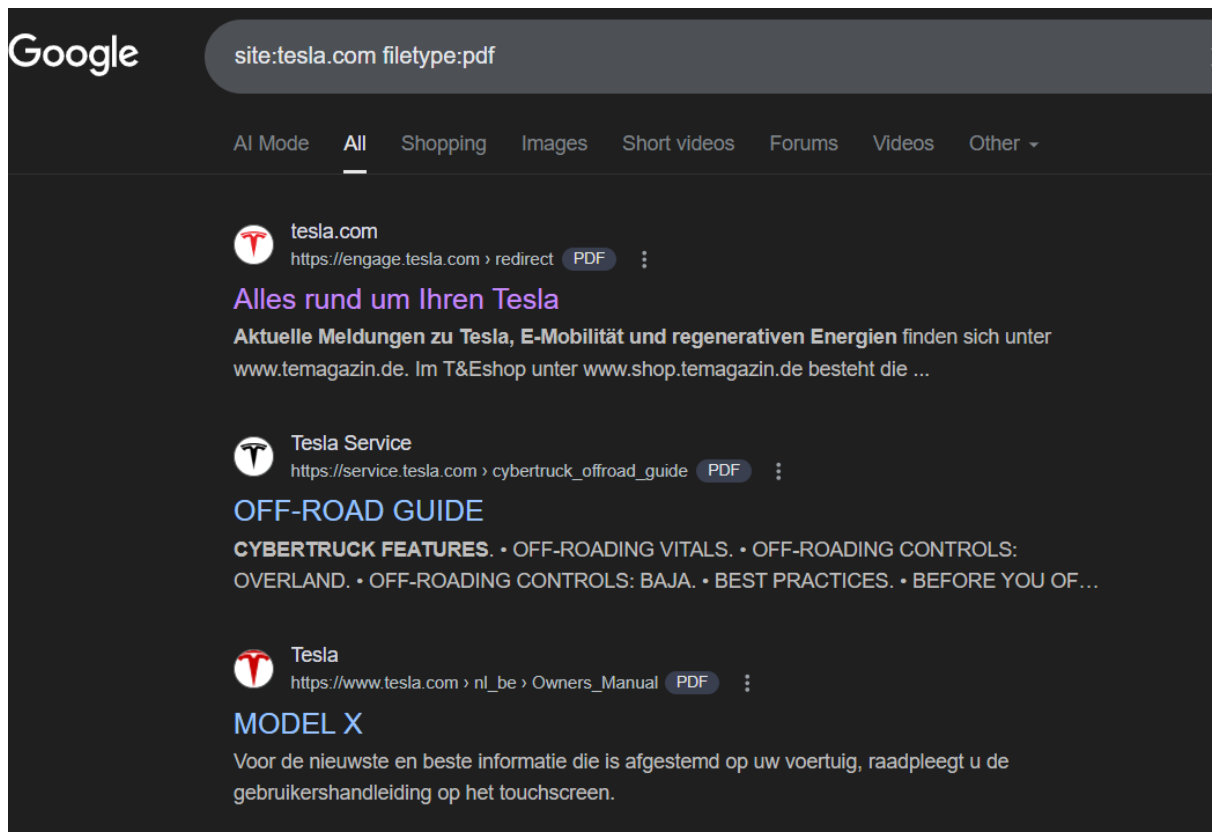 Google
site:tesla.com filetype:pdf
AI Mode All Shopping Images Short videos Forums Videos Other
tesla.com
https://engage.tesla.com › redirect PDF
Alles rund um Ihren Tesla
Aktuelle Meldungen zu Tesla, E-Mobilität und regenerativen Energien finden sich unter
www.temagazin.de. Im T&Eshop unter www.shop.temagazin.de besteht die ...
Tesla Service
https://service.tesla.com › cybertruck_offroad_guide PDF
OFF-ROAD GUIDE
CYBERTRUCK FEATURES. • OFF-ROADING VITALS. • OFF-ROADING CONTROLS:
OVERLAND. • OFF-ROADING CONTROLS: BAJA. • BEST PRACTICES. • BEFORE YOU OF…
Tesla
https://www.tesla.com › nl_be › Owners_Manual PDF
MODEL X
Voor de nieuwste en beste informatie die is afgestemd op uw voertuig, raadpleegt u de
gebruikershandleiding op het touchscreen.